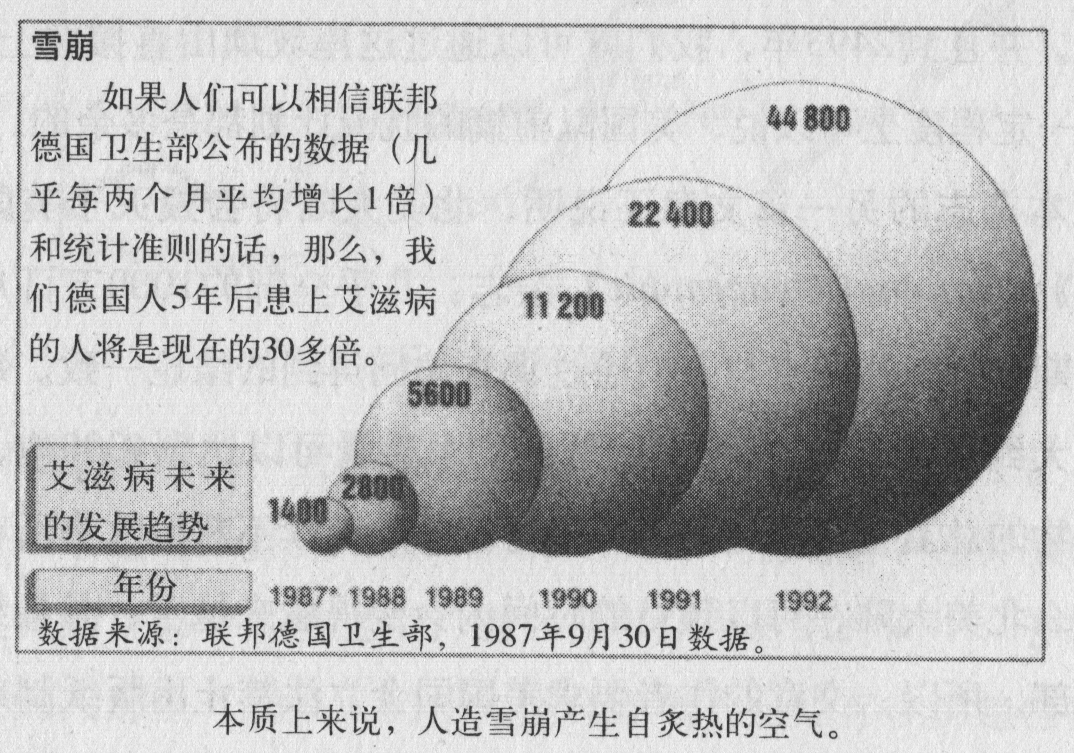 雪崩
如果人们可以相信联邦
德国卫生部公布的数据（几
乎每两个月平均增长1倍）
和统计准则的话，那么，我
们德国人5年后患上艾滋病
的人将是现在的30多倍。
44 800
22 400
11 200
5600
2800
1400
艾滋病未来
的发展趋势
年份
1987* 1988 1989 1990 1991 1992
数据来源：联邦德国卫生部，1987年9月30日数据。
本质上来说，人造雪崩产生自炙热的空气。